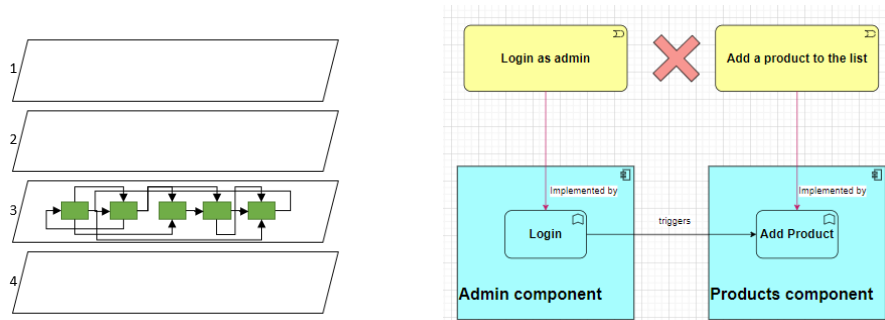 1
2
3
4
Login as admin
Add a product to the list
Implemented by
Implemented by
Login
triggers
Add Product
Admin component
Products component